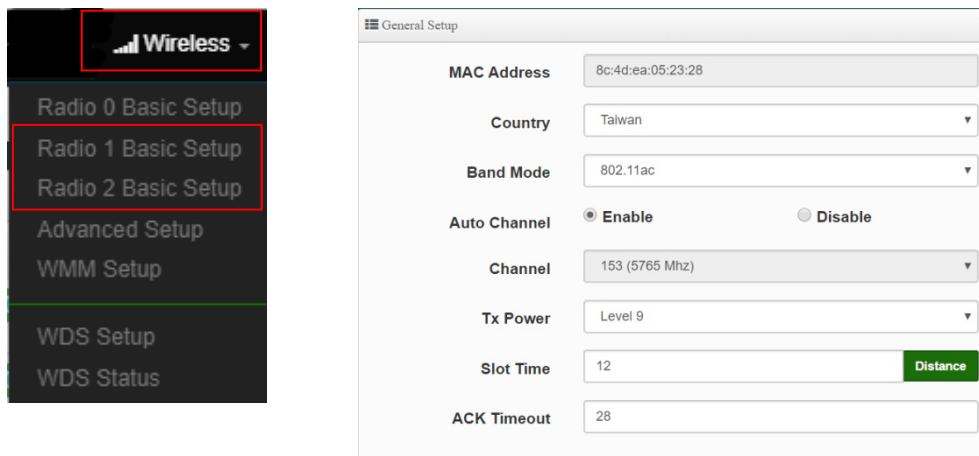 Wireless
Radio 0 Basic Setup
Radio 1 Basic Setup
Radio 2 Basic Setup
Advanced Setup
WMM Setup
WDS Setup
WDS Status
General Setup
MAC Address 8c:4d:ea:05:23:28
Country Taiwan
Band Mode 802.11ac
Auto Channel Enable Disable
Channel 153 (5765 Mhz)
Tx Power Level 9
Slot Time 12 Distance
ACK Timeout 28